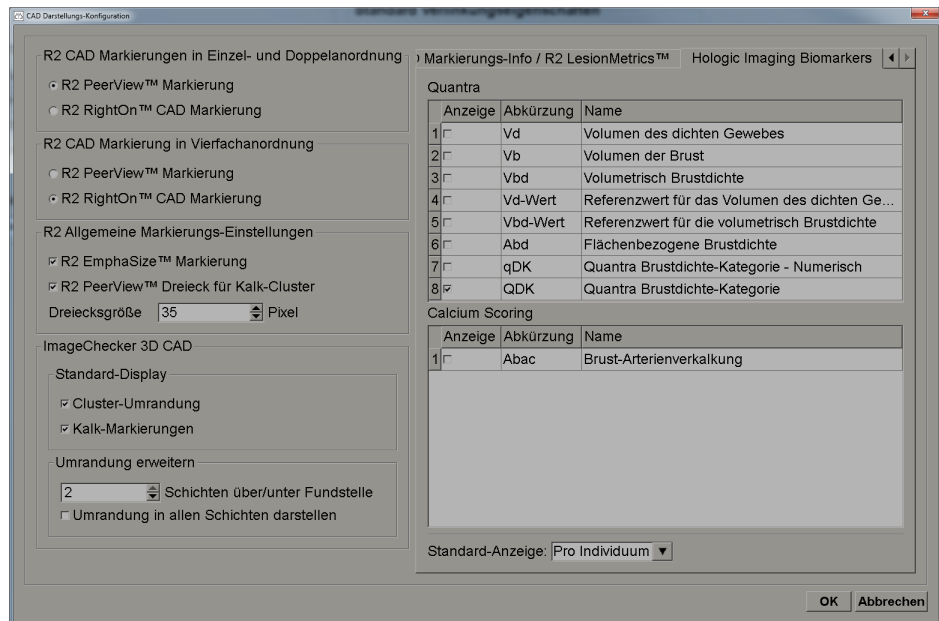 Standard Verlinkungseigenschaften
CAD Darstellungs-Konfiguration
R2 CAD Markierungen in Einzel- und Doppelanordnung
R2 PeerView™ Markierung
R2 RightOn™ CAD Markierung
R2 CAD Markierung in Vierfachanordnung
R2 PeerView™ Markierung
R2 RightOn™ CAD Markierung
R2 Allgemeine Markierungs-Einstellungen
R2 EmphaSize™ Markierung
R2 PeerView™ Dreieck für Kalk-Cluster
Dreiecksgröße 35 Pixel
ImageChecker 3D CAD
Standard-Display
Cluster-Umrandung
Kalk-Markierungen
Umrandung erweitern
2 Schichten über/unter Fundstelle
Umrandung in allen Schichten darstellen
Markierungs-Info / R2 LesionMetrics™ Hologic Imaging Biomarkers
Quantra
Anzeige Abkürzung Name
1 Vd Volumen des dichten Gewebes
2 Vb Volumen der Brust
3 Vbd Volumetrisch Brustdichte
4 Vd-Wert Referenzwert für das Volumen des dichten Ge...
5 Vbd-Wert Referenzwert für die volumetrisch Brustdichte
6 Abd Flächenbezogene Brustdichte
7 qDK Quantra Brustdichte-Kategorie - Numerisch
8 QDK Quantra Brustdichte-Kategorie
Calcium Scoring
Anzeige Abkürzung Name
1 Abac Brust-Arterienverkalkung
Standard-Anzeige: Pro Individuum
OK Abbrechen